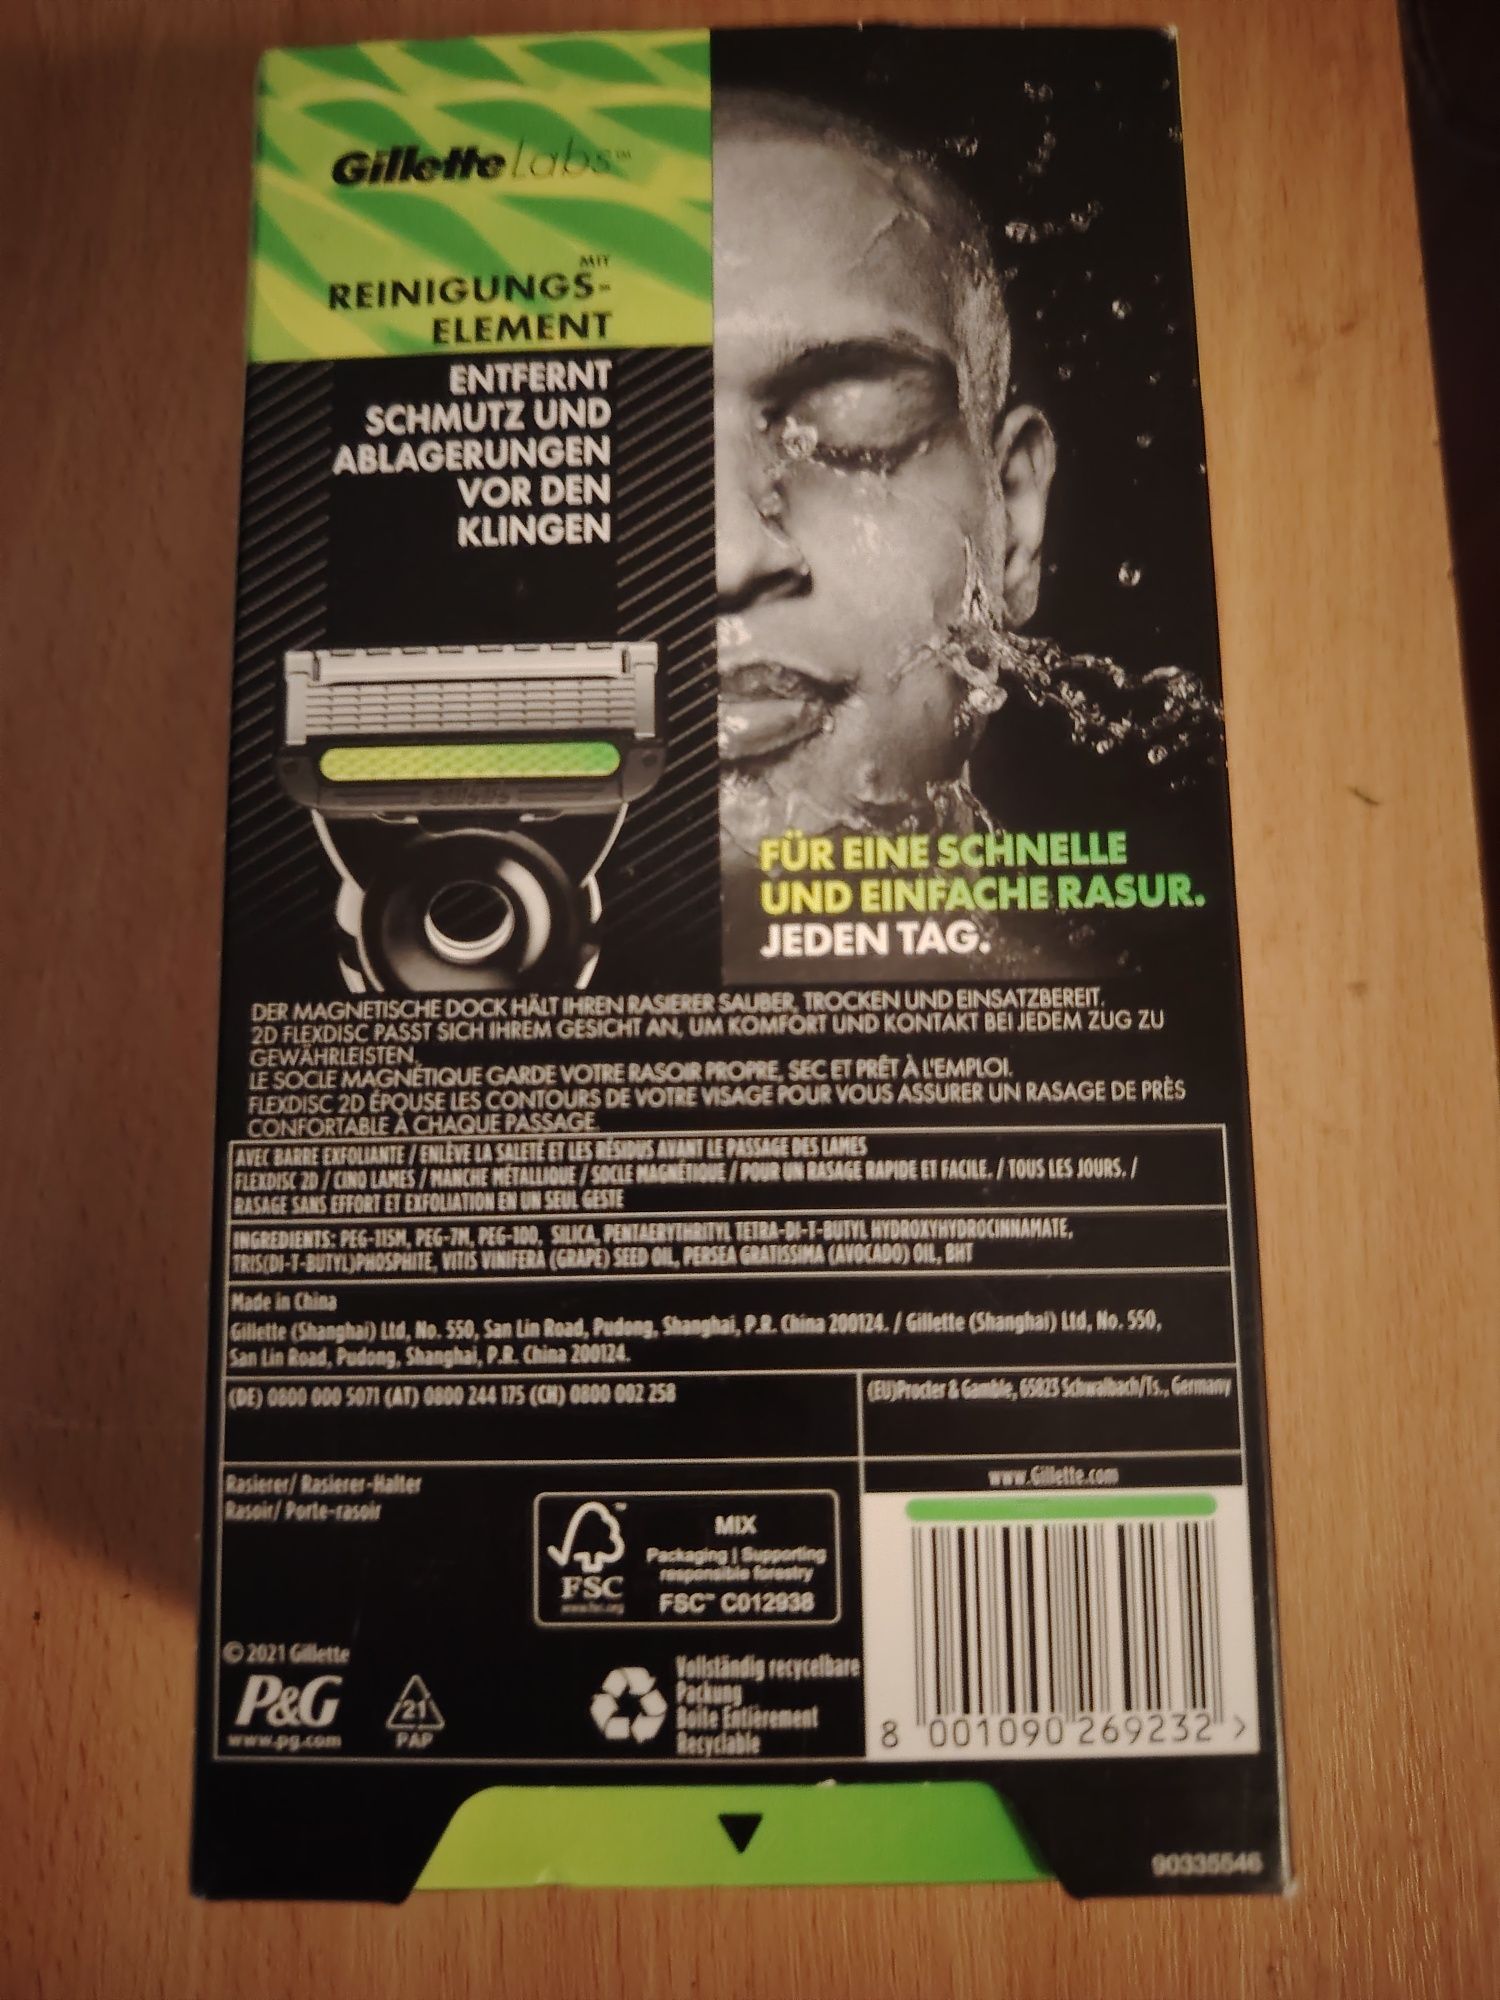 Gillette Labs™
MIT
REINIGUNGS-
ELEMENT
ENTFERNT
SCHMUTZ UND
ABLAGERUNGEN
VOR DEN
KLINGEN
FÜR EINE SCHNELLE
UND EINFACHE RASUR.
JEDEN TAG.
DER MAGNETISCHE DOCK HÄLT IHREN RASIERER SAUBER, TROCKEN UND EINSATZBEREIT.
2D FLEXDISC PASST SICH IHREM GESICHT AN, UM KOMFORT UND KONTAKT BEI JEDEM ZUG ZU
GEWÄHRLEISTEN.
LE SOCLE MAGNÉTIQUE GARDE VOTRE RASOIR PROPRE, SEC ET PRÊT À L'EMPLOI.
FLEXDISC 2D ÉPOUSE LES CONTOURS DE VOTRE VISAGE POUR VOUS ASSURER UN RASAGE DE PRÈS
CONFORTABLE À CHAQUE PASSAGE.
AVEC BARRE EXFOLIANTE / ENLÈVE LA SALETÉ ET LES RÉSIDUS AVANT LE PASSAGE DES LAMES
FLEXDISC 2D / CINQ LAMES / MANCHE MÉTALLIQUE / SOCLE MAGNÉTIQUE / POUR UN RASAGE RAPIDE ET FACILE. / TOUS LES JOURS. /
RASAGE SANS EFFORT ET EXFOLIATION EN UN SEUL GESTE
INGREDIENTS: PEG-115M, PEG-7M, PEG-100, SILICA, PENTAERYTHRITYL TETRA-DI-T-BUTYL HYDROXYHYDROCINNAMATE,
TRIS(DI-T-BUTYL)PHOSPHITE, VITIS VINIFERA (GRAPE) SEED OIL, PERSEA GRATISSIMA (AVOCADO) OIL, BHT
Made in China
Gillette (Shanghai) Ltd, No. 550, San Lin Road, Pudong, Shanghai, P.R. China 200124. / Gillette (Shanghai) Ltd, No. 550,
San Lin Road, Pudong, Shanghai, P.R. China 200124.
(DE) 0800 000 5071 (AT) 0800 244 175 (CH) 0800 002 258
(EU)Procter & Gamble, 65823 Schwalbach/Ts., Germany
www.Gillette.com
Rasierer/ Rasierer-Halter
Rasoir/ Porte-rasoir
FSC
www.fsc.org
MIX
Packaging | Supporting
responsible forestry
FSC™ C012938
© 2021 Gillette
P&G
www.pg.com
21
PAP
Vollständig recycelbare
Packung
Boîte Entièrement
Recyclable
8 001090 269232 >
90335546